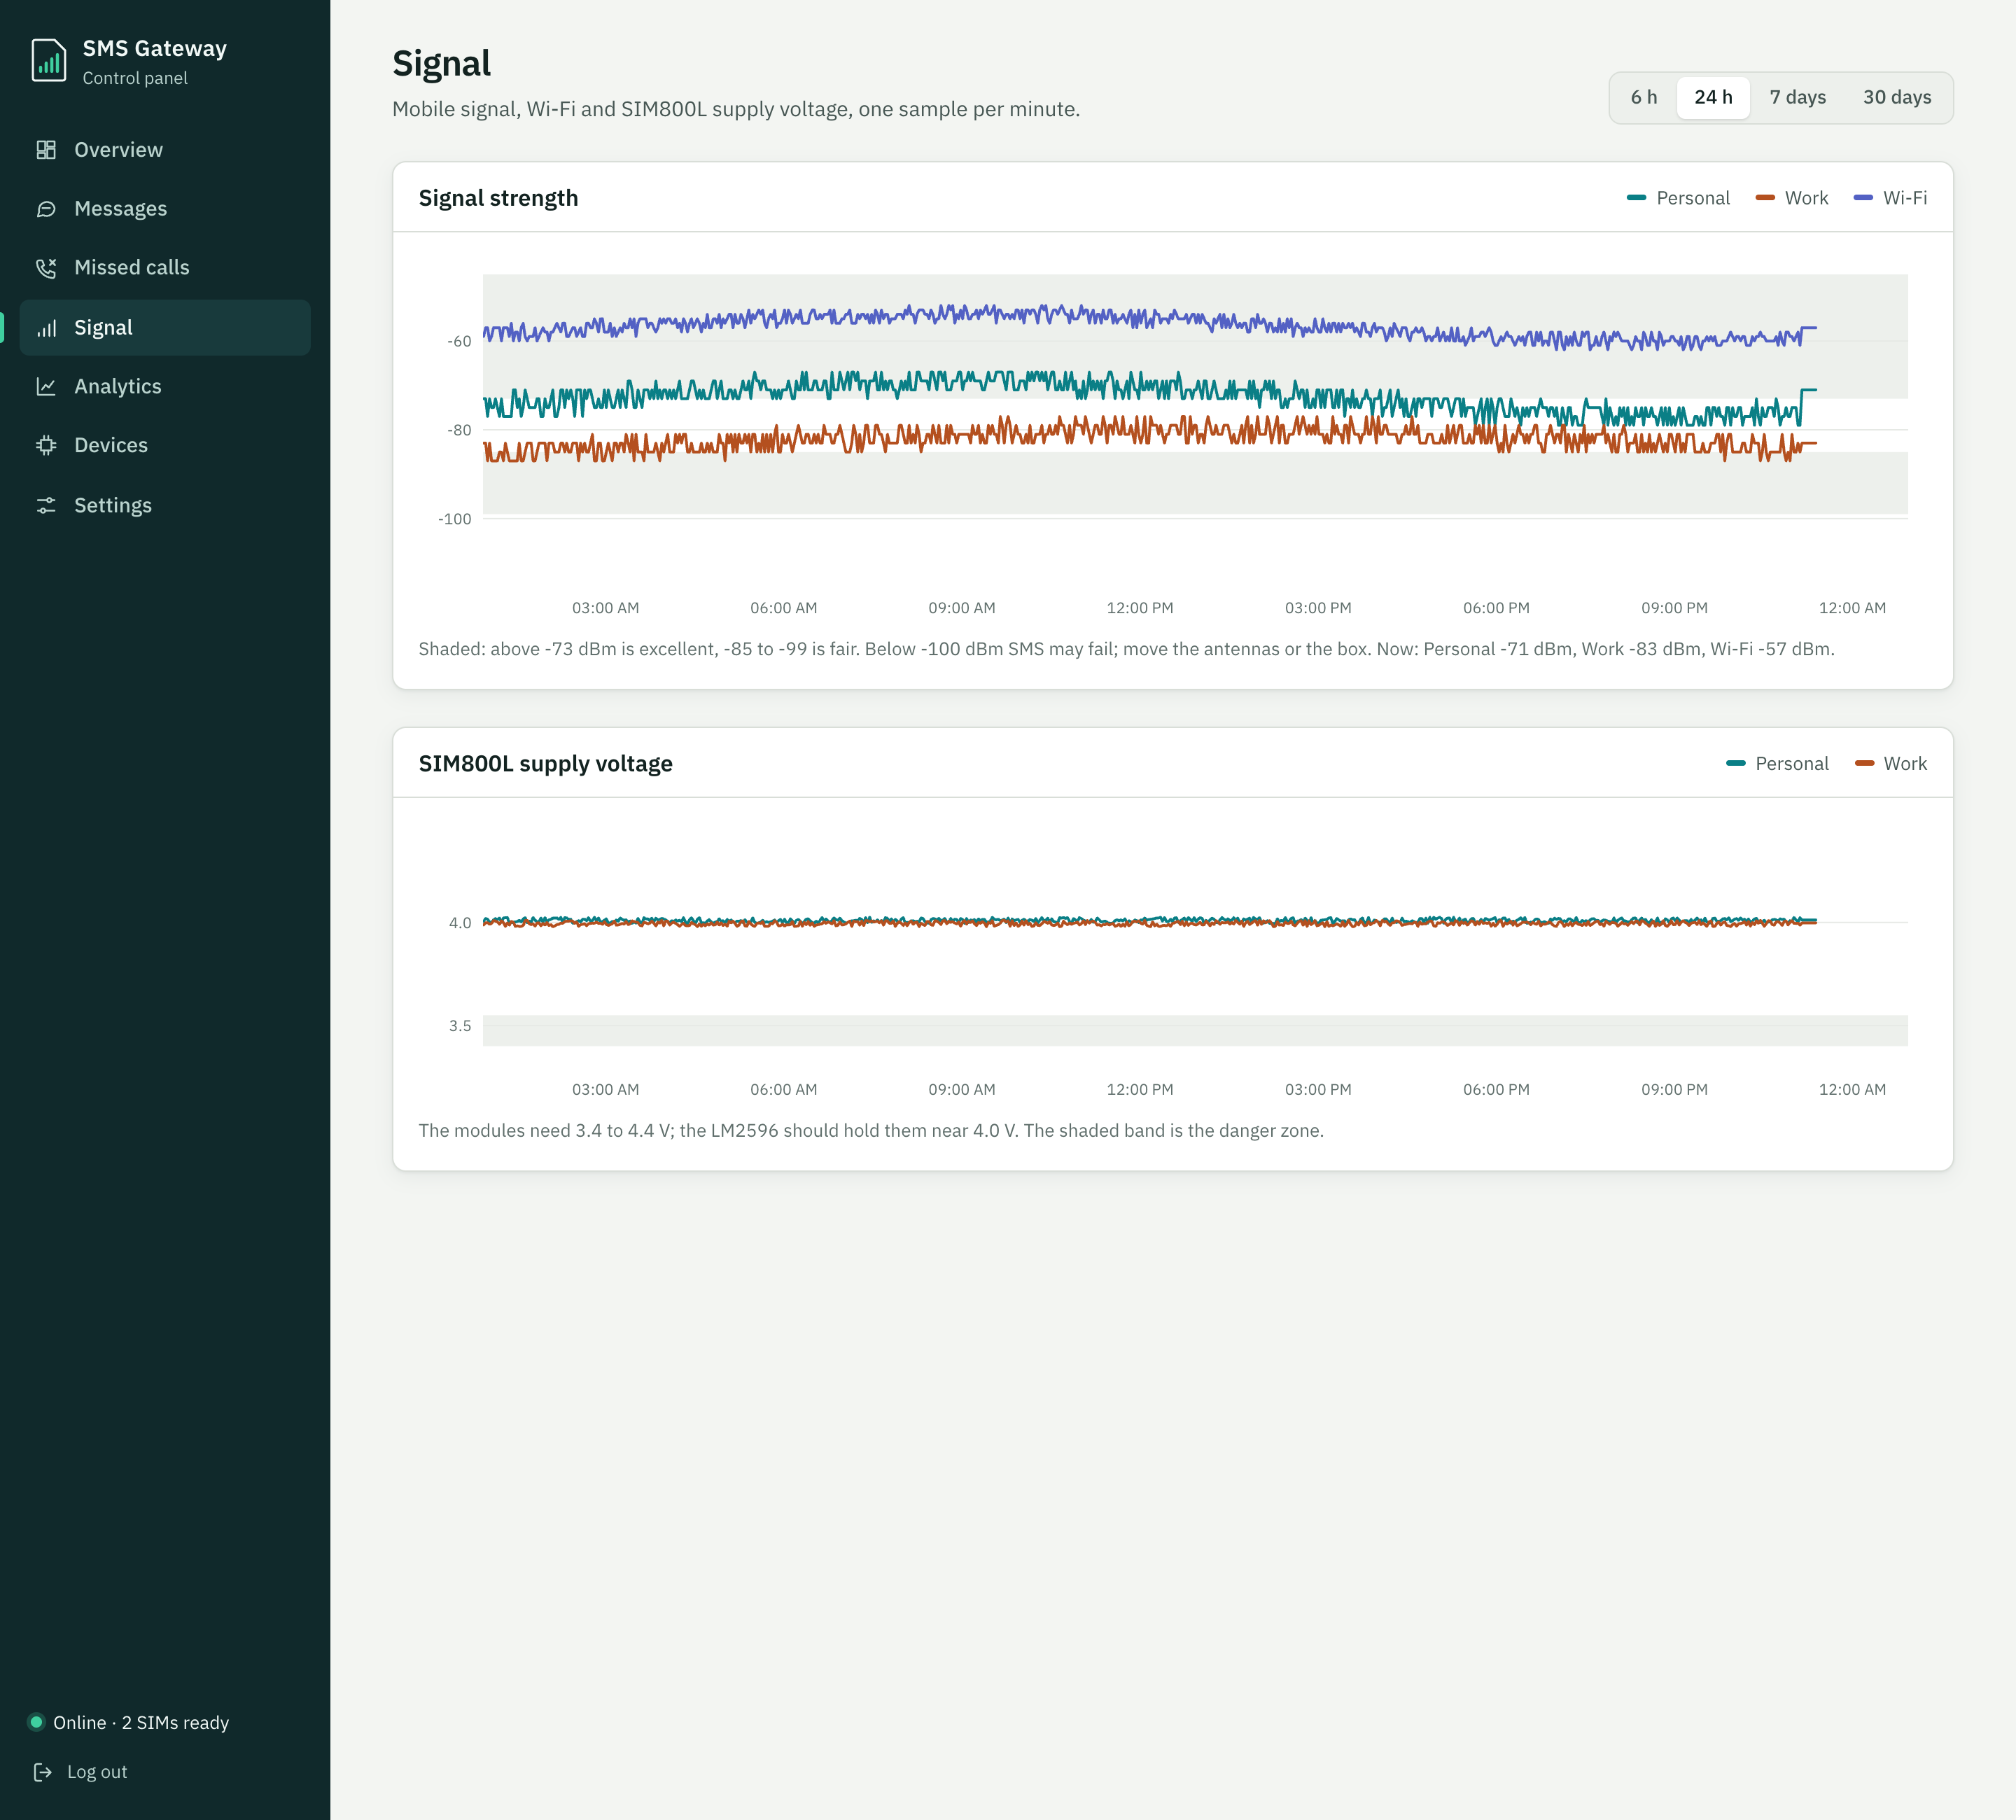 SMS Gateway
Control panel
Overview
Messages
Missed calls
Signal
Analytics
Devices
Settings
Online · 2 SIMs ready
Log out
Signal
Mobile signal, Wi-Fi and SIM800L supply voltage, one sample per minute.
6 h 24 h 7 days 30 days
Signal strength
Personal Work Wi-Fi
-60
-80
-100
03:00 AM 06:00 AM 09:00 AM 12:00 PM 03:00 PM 06:00 PM 09:00 PM 12:00 AM
Shaded: above -73 dBm is excellent, -85 to -99 is fair. Below -100 dBm SMS may fail; move the antennas or the box. Now: Personal -71 dBm, Work -83 dBm, Wi-Fi -57 dBm.
SIM800L supply voltage
Personal Work
4.0
3.5
03:00 AM 06:00 AM 09:00 AM 12:00 PM 03:00 PM 06:00 PM 09:00 PM 12:00 AM
The modules need 3.4 to 4.4 V; the LM2596 should hold them near 4.0 V. The shaded band is the danger zone.